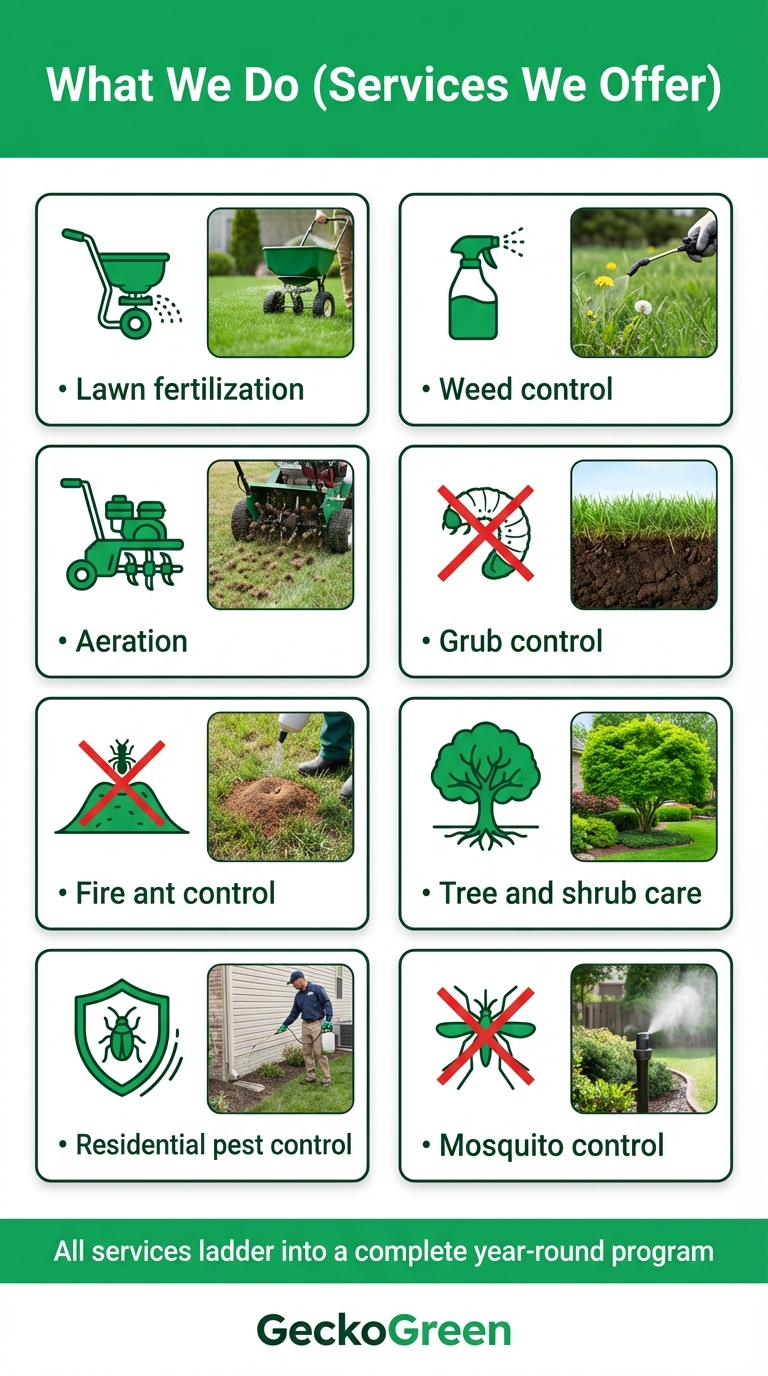 What We Do (Services We Offer)
• Lawn fertilization
• Weed control
• Aeration
• Grub control
• Fire ant control
• Tree and shrub care
• Residential pest control
• Mosquito control
All services ladder into a complete year-round program
GeckoGreen